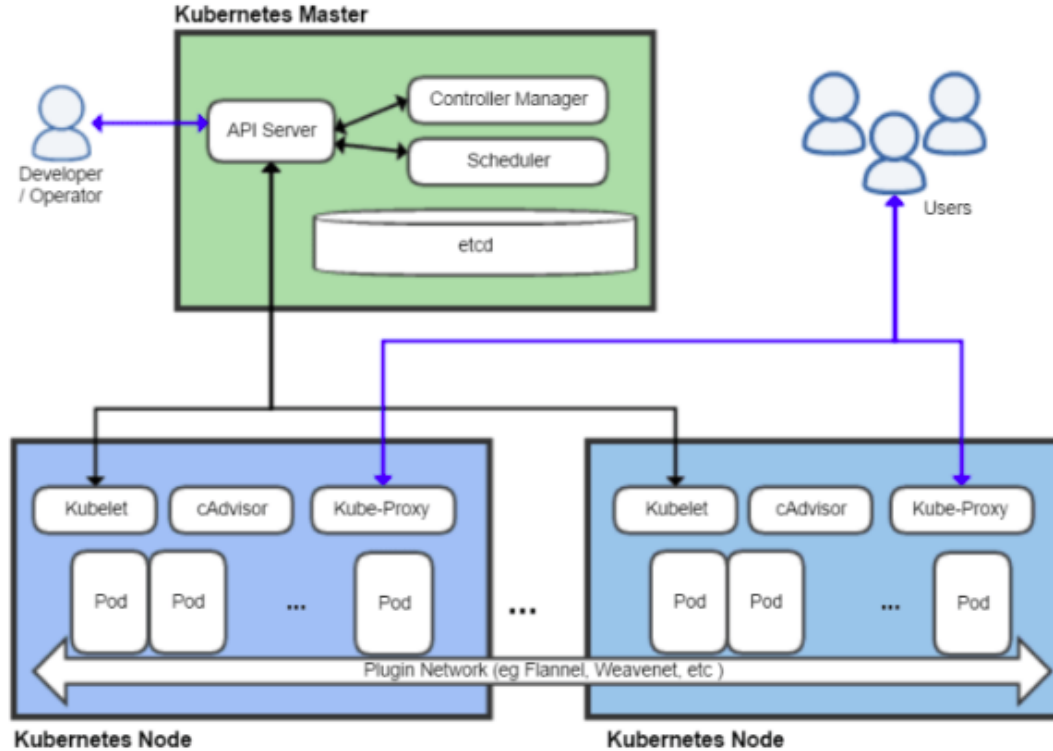 Kubernetes Master
API Server
Controller Manager
Scheduler
etcd
Developer
/ Operator
Users
Kubelet
cAdvisor
Kube-Proxy
Pod
Pod
...
Pod
...
Kubelet
cAdvisor
Kube-Proxy
Pod
Pod
...
Pod
Plugin Network (eg Flannel, Weavenet, etc )
Kubernetes Node
Kubernetes Node